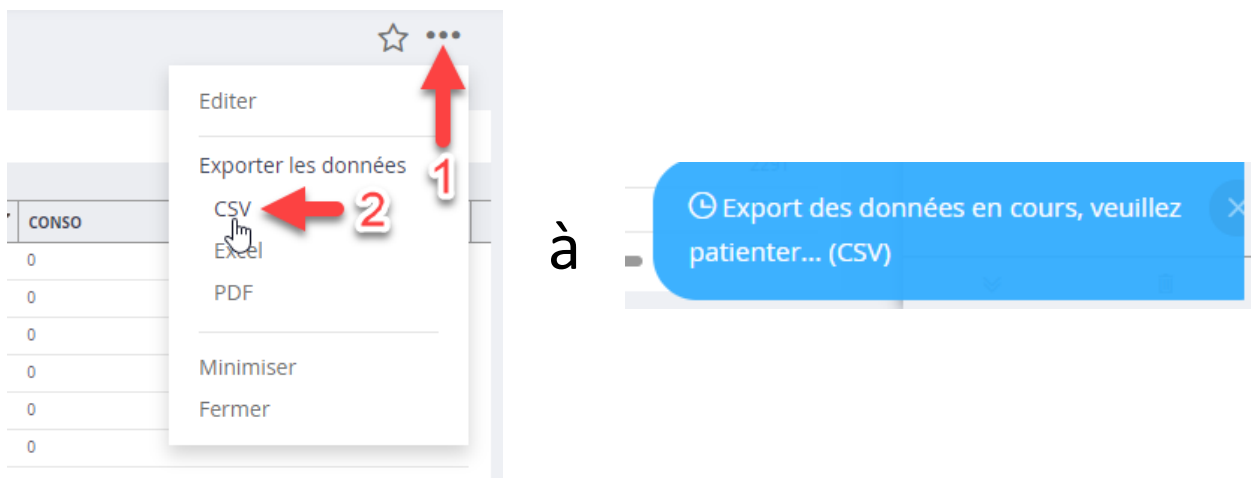 Editer
Exporter les données
1
CSV
2
CONSO
Excel
0
PDF
0
0
Minimiser
0
Fermer
0
0
à
Export des données en cours, veuillez
patienter... (CSV)